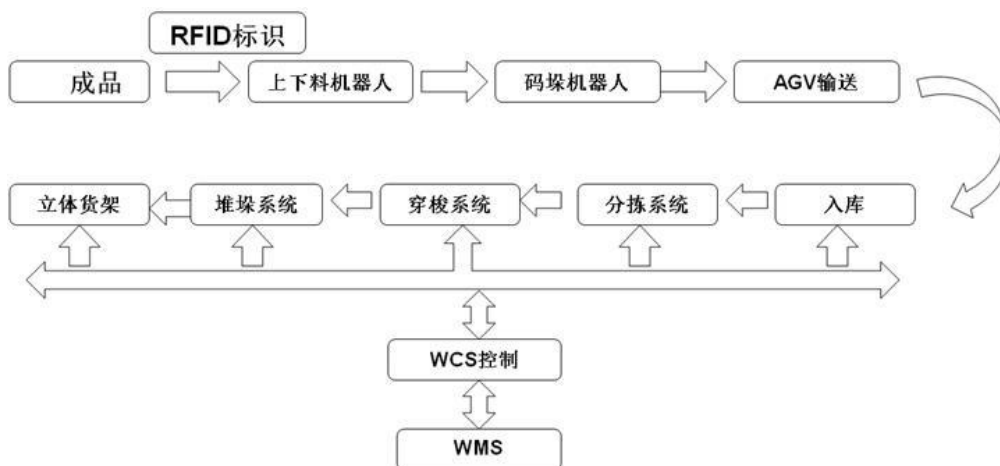 RFID标识
成品
上下料机器人
码垛机器人
AGV输送
立体货架
堆垛系统
穿梭系统
分拣系统
入库
WCS控制
WMS